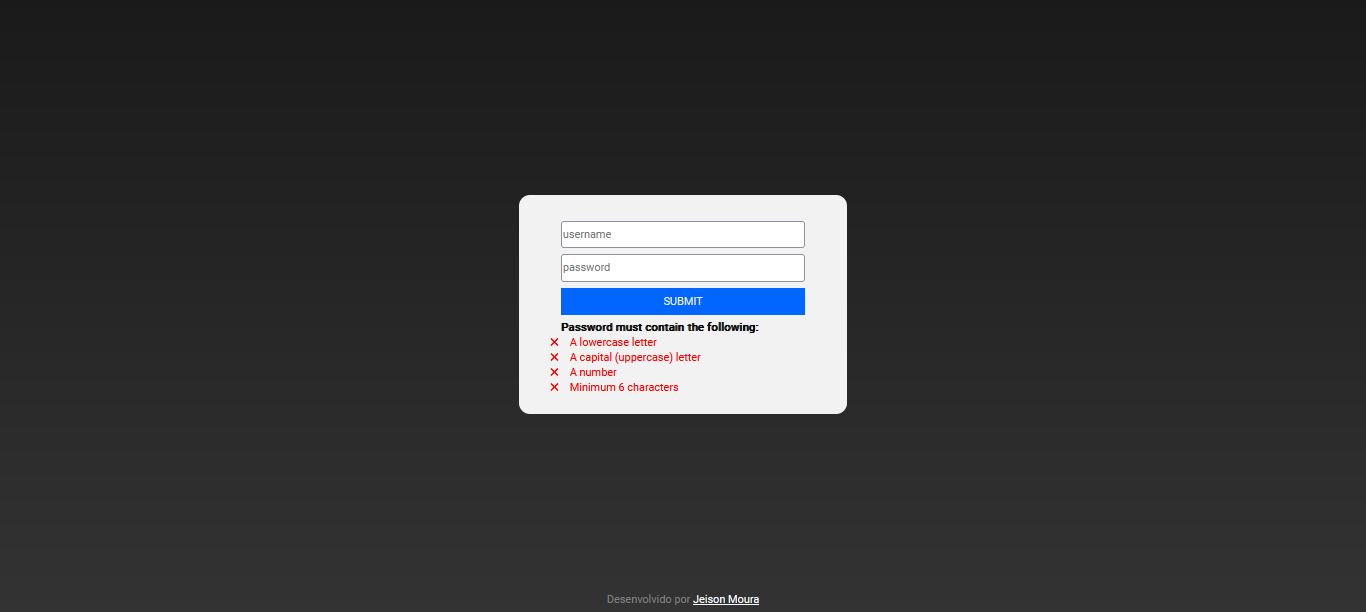 username
password
SUBMIT
Password must contain the following:
✕ A lowercase letter
✕ A capital (uppercase) letter
✕ A number
✕ Minimum 6 characters
Desenvolvido por Jeison Moura